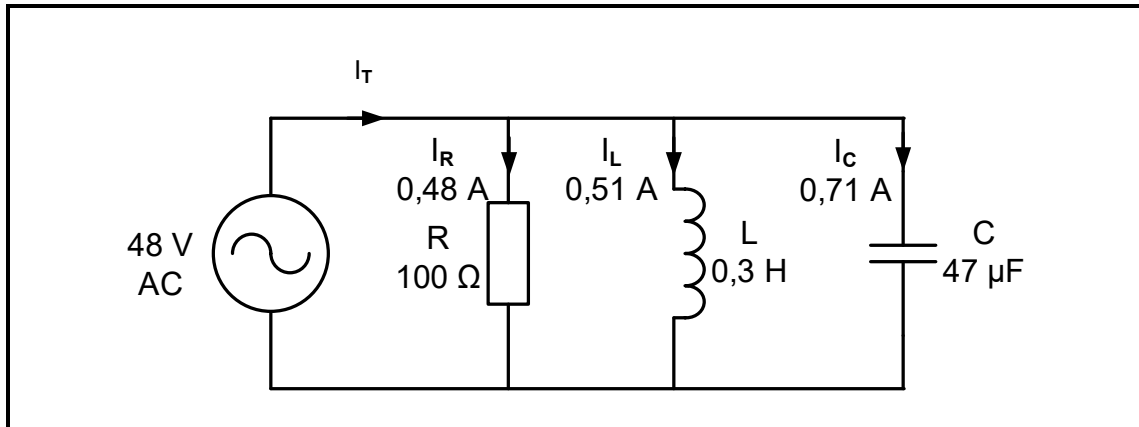 I_T
I_R
0,48 A
I_L
0,51 A
I_C
0,71 A
48 V
AC
R
100 Ω
L
0,3 H
C
47 µF